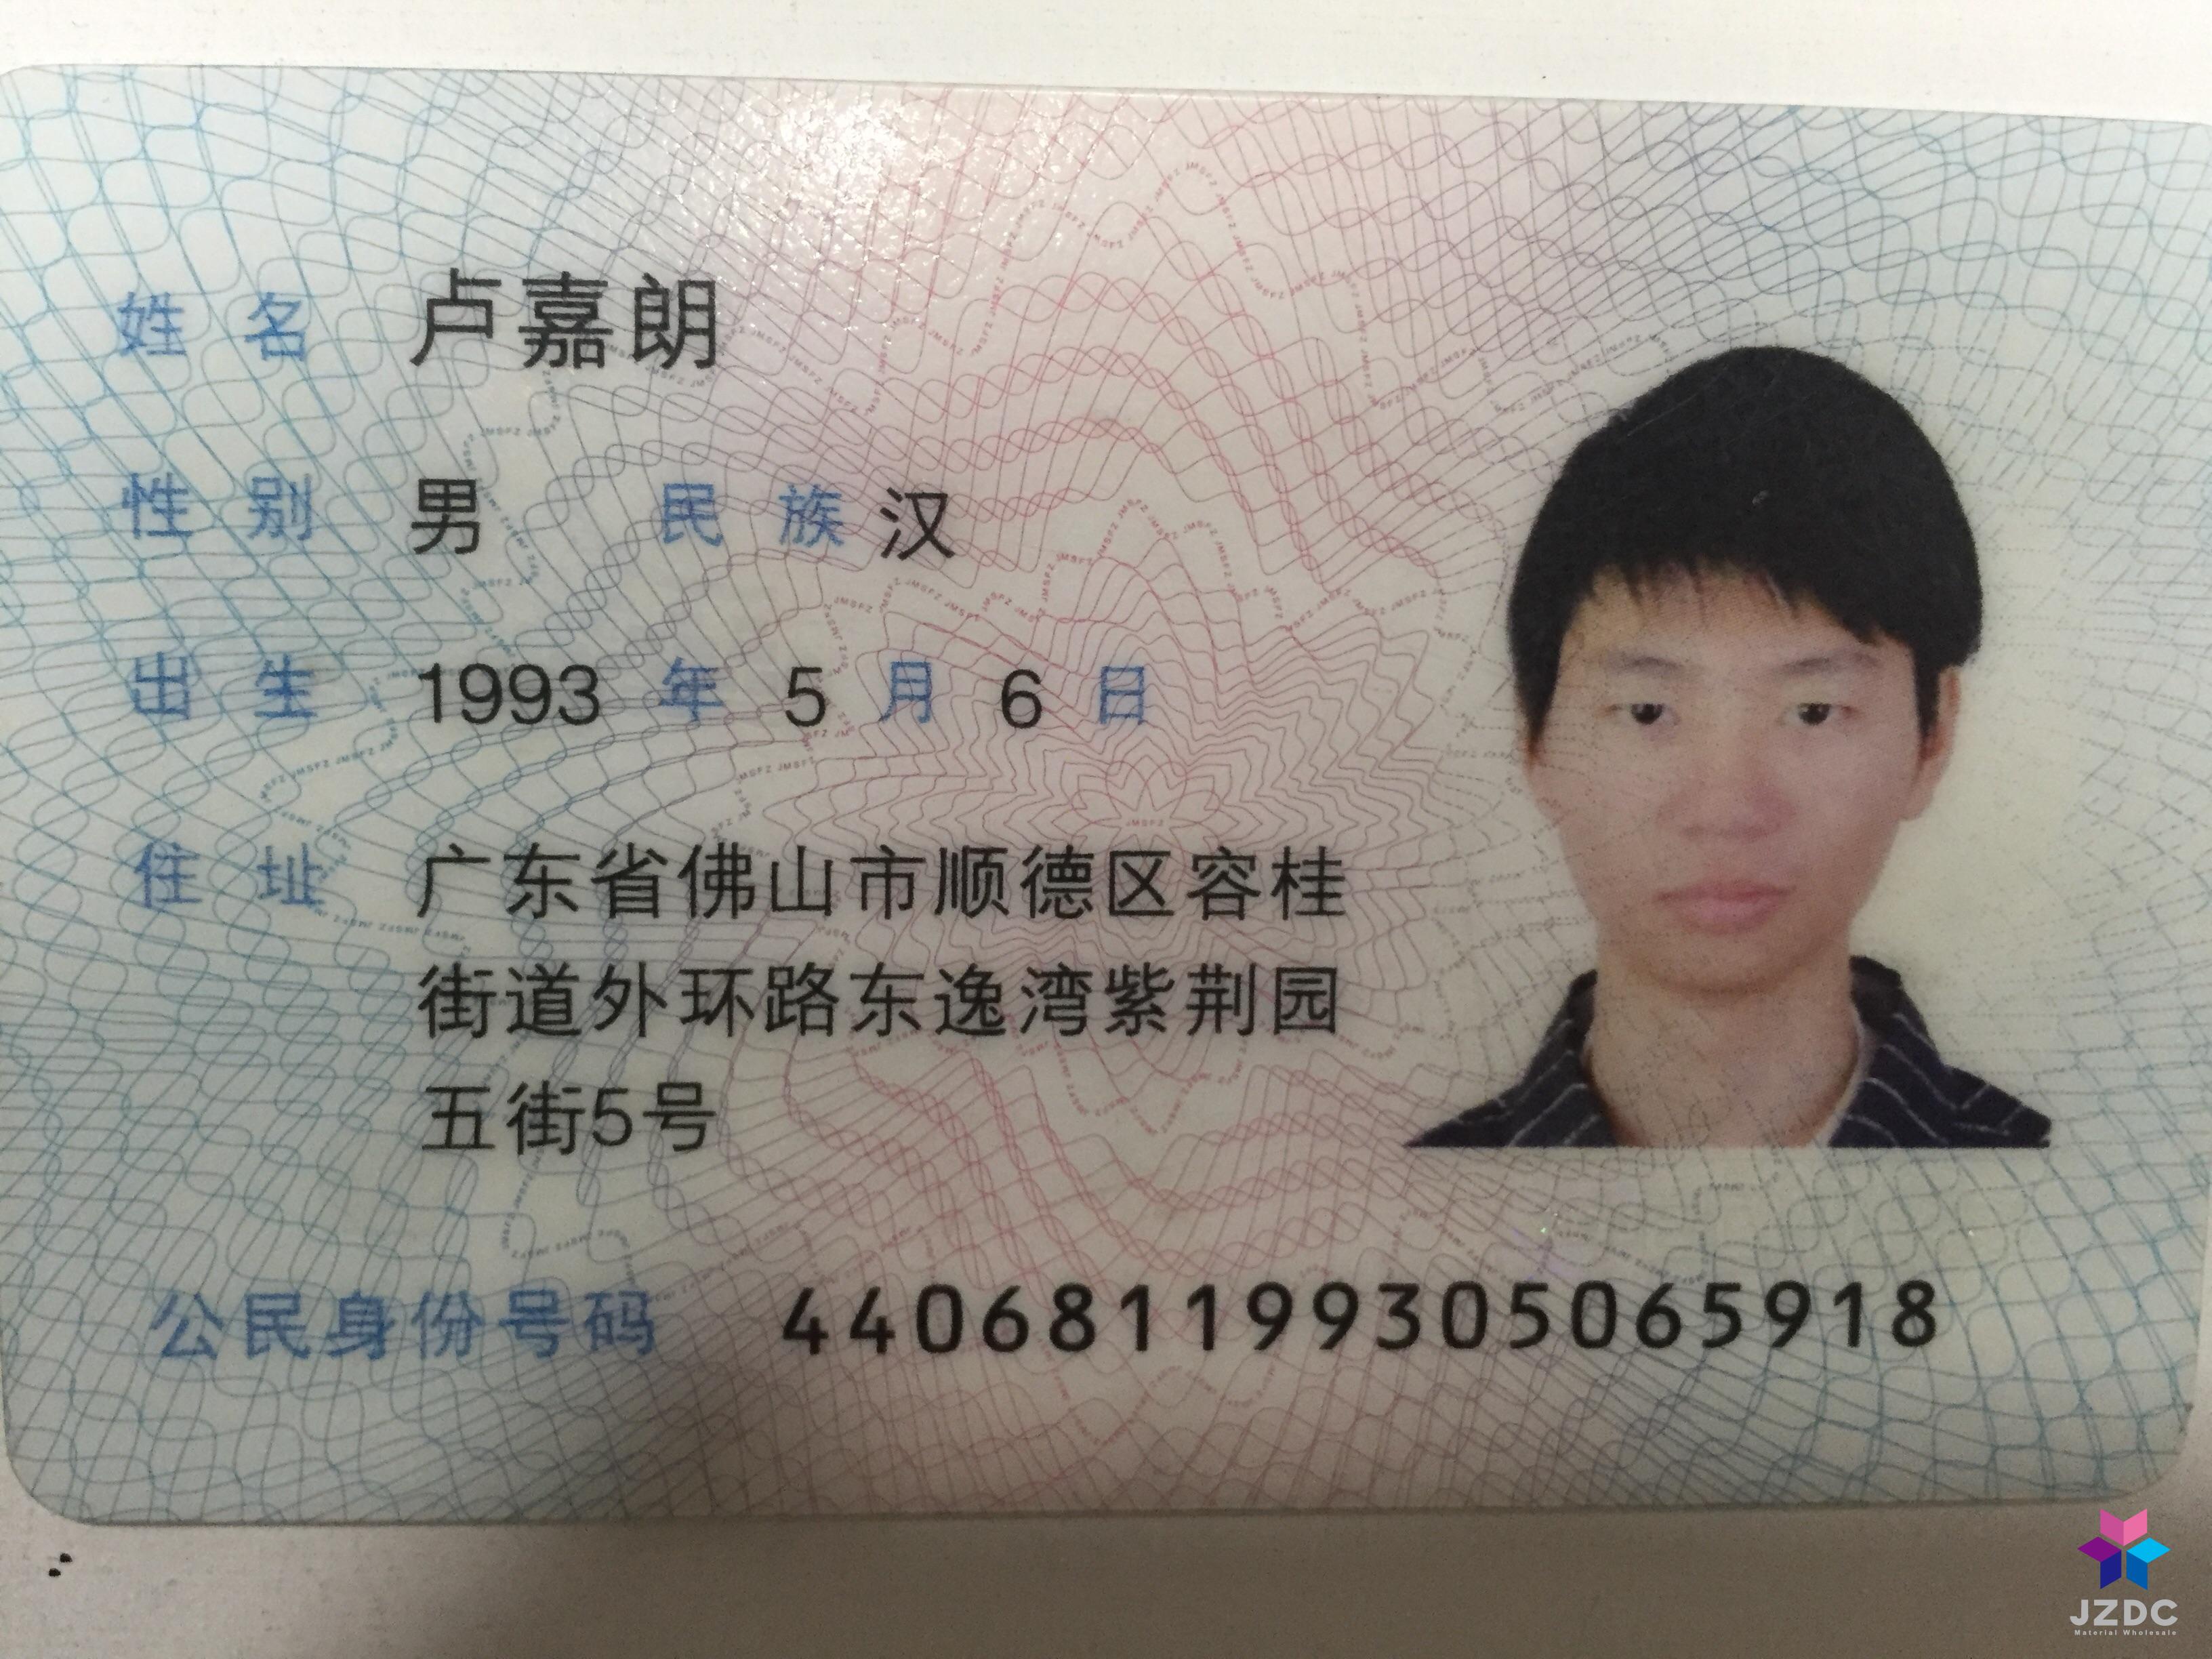 姓名 卢嘉朗
性别 男 民族 汉
出生 1993 年 5 月 6 日
住址 广东省佛山市顺德区容桂
街道外环路东逸湾紫荆园
五街5号
公民身份号码 440681199305065918
JZDC
Material Wholesale